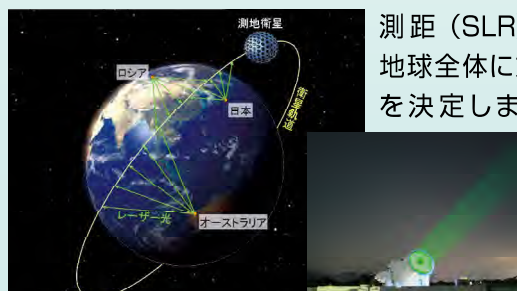 測距（SLR
地球全体に
を決定しま
測地衛星
ロシア
日本
衛星軌道
レーザー光
オーストラリア